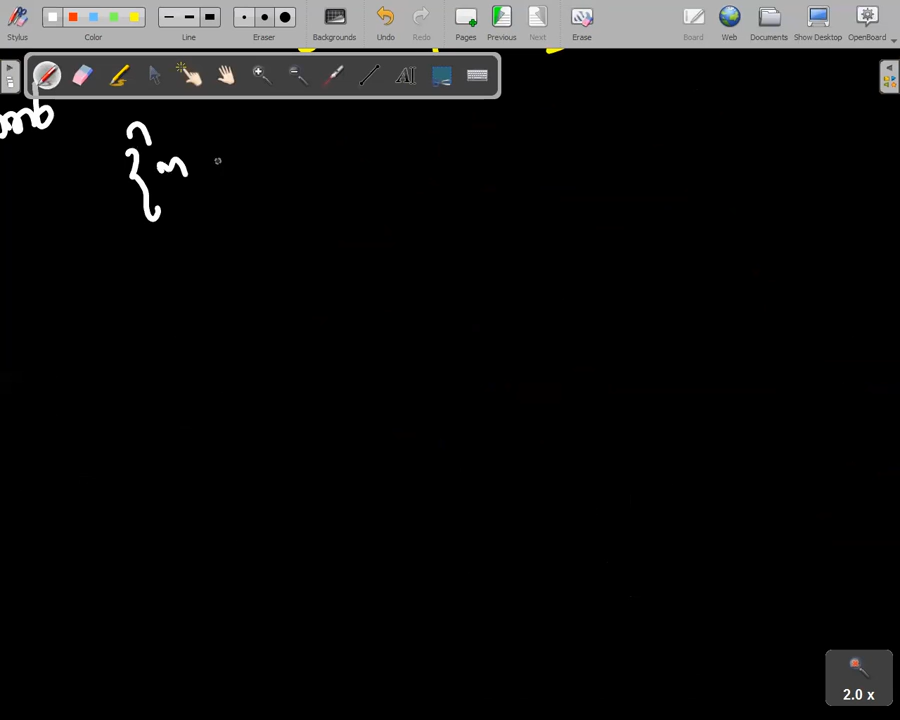 Stylus Color Line Eraser Backgrounds Undo Redo Pages Previous Next Erase Board Web Documents Show Desktop OpenBoard
AI
2.0 x